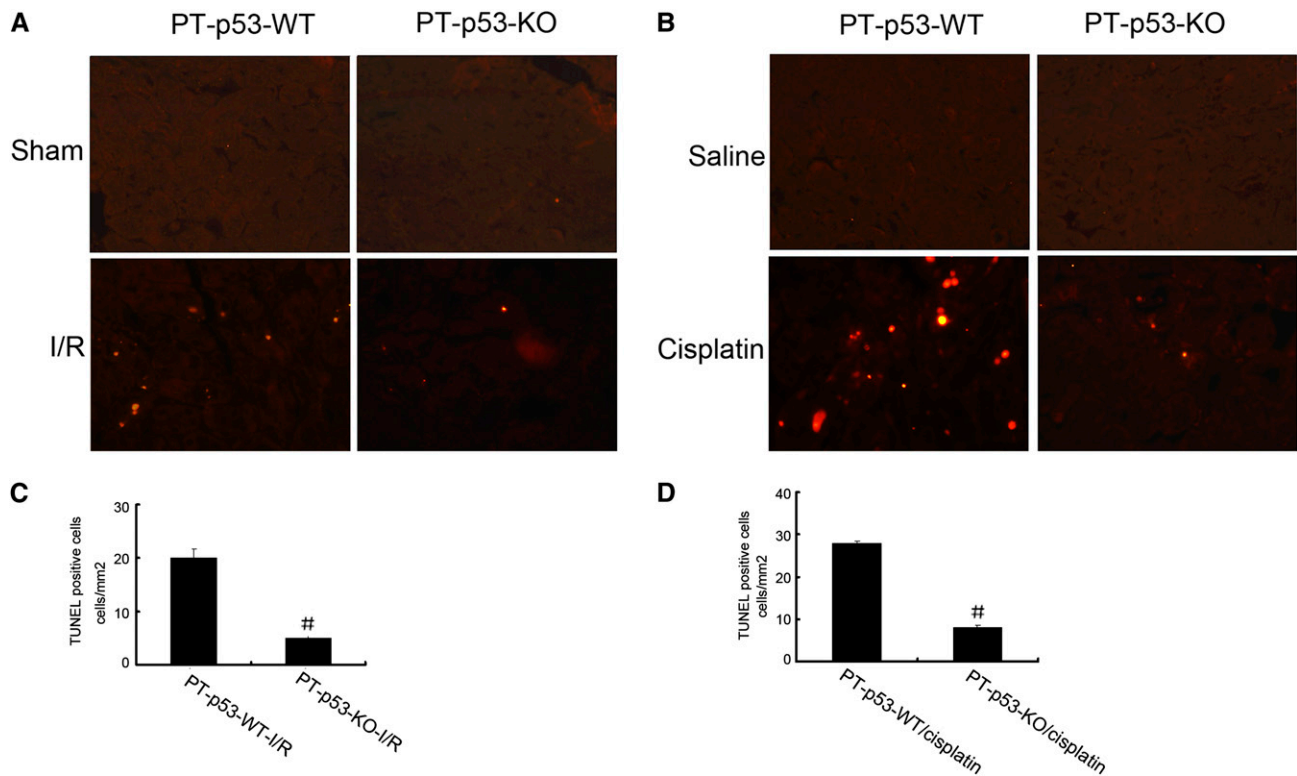 A
PT-p53-WT
PT-p53-KO
Sham
I/R
B
PT-p53-WT
PT-p53-KO
Saline
Cisplatin
C
TUNEL positive cells
cells/mm2
30
20
10
0
#
PT-p53-WT-I/R
PT-p53-KO-I/R
D
TUNEL positive cells
cells/mm2
40
30
20
10
0
#
PT-p53-WT/cisplatin
PT-p53-KO/cisplatin